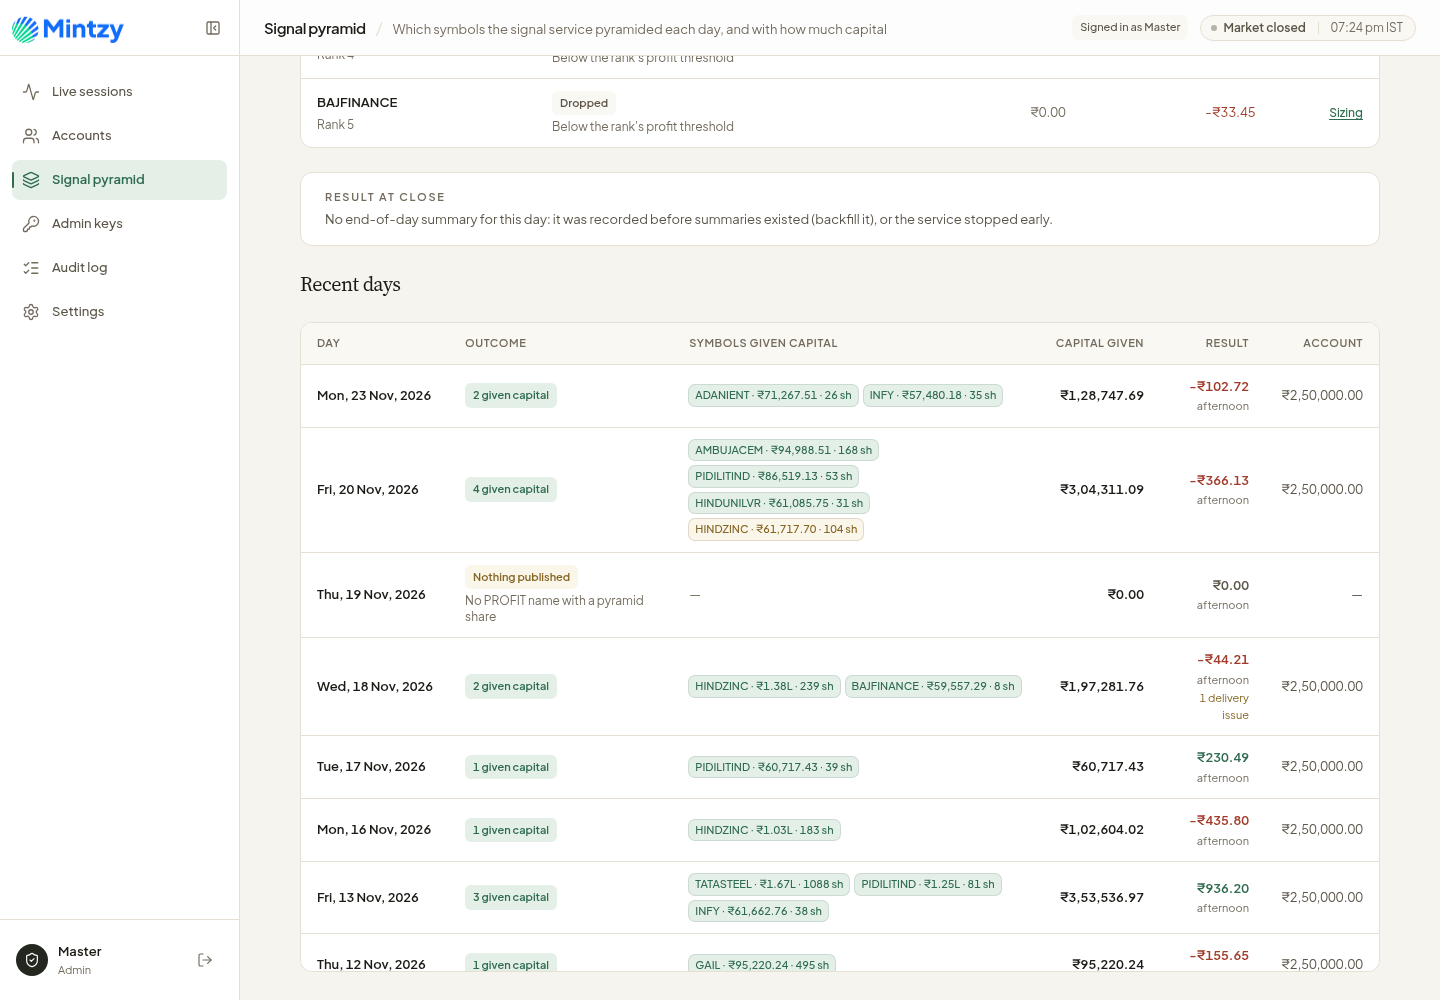 Mintzy
Signal pyramid / Which symbols the signal service pyramided each day, and with how much capital
Signed in as Master
Market closed 07:24 pm IST
Live sessions
Accounts
Signal pyramid
Admin keys
Audit log
Settings
Master
Admin
Rank 4 Below the rank's profit threshold
BAJFINANCE Dropped ₹0.00 -₹33.45 Sizing
Rank 5 Below the rank's profit threshold
RESULT AT CLOSE
No end-of-day summary for this day: it was recorded before summaries existed (backfill it), or the service stopped early.
Recent days
DAY OUTCOME SYMBOLS GIVEN CAPITAL CAPITAL GIVEN RESULT ACCOUNT
Mon, 23 Nov, 2026 2 given capital ADANIENT · ₹71,267.51 · 26 sh INFY · ₹57,480.18 · 35 sh ₹1,28,747.69 -₹102.72 ₹2,50,000.00
afternoon
AMBUJACEM · ₹94,988.51 · 168 sh
PIDILITIND · ₹86,519.13 · 53 sh
Fri, 20 Nov, 2026 4 given capital ₹3,04,311.09 -₹366.13 ₹2,50,000.00
afternoon
HINDUNILVR · ₹61,085.75 · 31 sh
HINDZINC · ₹61,717.70 · 104 sh
Thu, 19 Nov, 2026 Nothing published — ₹0.00 ₹0.00 —
No PROFIT name with a pyramid afternoon
share
Wed, 18 Nov, 2026 2 given capital HINDZINC · ₹1.38L · 239 sh BAJFINANCE · ₹59,557.29 · 8 sh ₹1,97,281.76 -₹44.21 ₹2,50,000.00
afternoon
1 delivery
issue
Tue, 17 Nov, 2026 1 given capital PIDILITIND · ₹60,717.43 · 39 sh ₹60,717.43 ₹230.49 ₹2,50,000.00
afternoon
Mon, 16 Nov, 2026 1 given capital HINDZINC · ₹1.03L · 183 sh ₹1,02,604.02 -₹435.80 ₹2,50,000.00
afternoon
Fri, 13 Nov, 2026 3 given capital TATASTEEL · ₹1.67L · 1088 sh PIDILITIND · ₹1.25L · 81 sh ₹3,53,536.97 ₹936.20 ₹2,50,000.00
INFY · ₹61,662.76 · 38 sh afternoon
Thu, 12 Nov, 2026 1 given capital GAIL · ₹95,220.24 · 495 sh ₹95,220.24 -₹155.65 ₹2,50,000.00